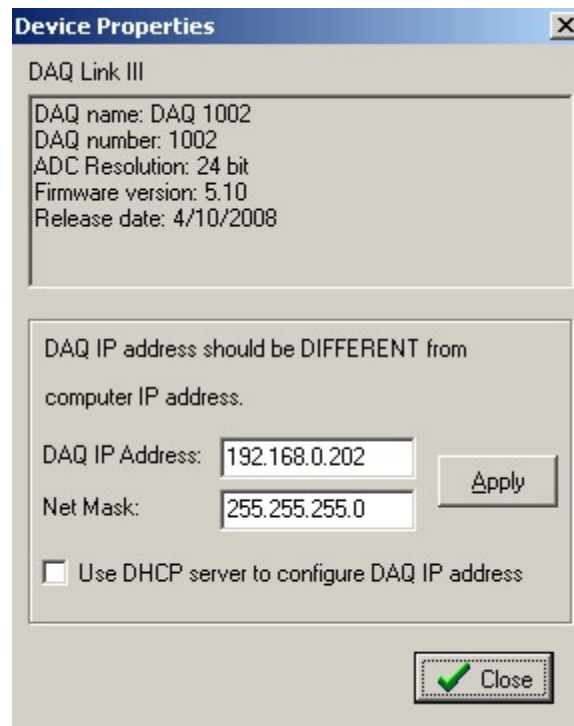 Device Properties
DAQ Link III
DAQ name: DAQ 1002
DAQ number: 1002
ADC Resolution: 24 bit
Firmware version: 5.10
Release date: 4/10/2008
DAQ IP address should be DIFFERENT from
computer IP address.
DAQ IP Address: 192.168.0.202
Apply
Net Mask: 255.255.255.0
Use DHCP server to configure DAQ IP address
Close